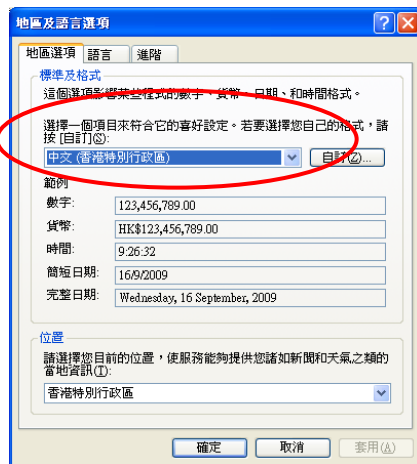 地區及語言選項
地區選項 語言 進階
標準及格式
這個選項影響某些程式的數字、貨幣、日期、和時間格式。
選擇一個項目來符合它的喜好設定。若要選擇您自己的格式，請
按 [自訂](S):
中文 (香港特別行政區) 自訂(Z)...
範例
數字: 123,456,789.00
貨幣: HK$123,456,789.00
時間: 9:26:32
簡短日期: 16/9/2009
完整日期: Wednesday, 16 September, 2009
位置
請選擇您目前的位置，使服務能夠提供您諸如新聞和天氣之類的
當地資訊(I):
香港特別行政區
確定 取消 套用(A)